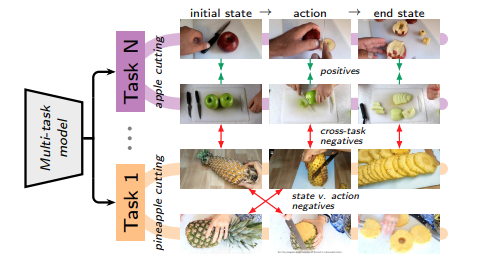 initial state → action → end state
Multi-task
model
Task N
apple cutting
positives
cross-task
negatives
Task 1
pineapple cutting
state v. action
negatives